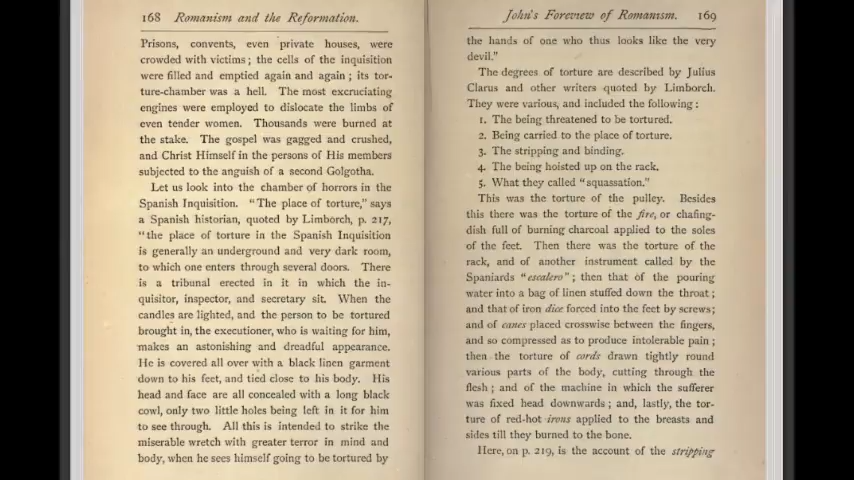 168 Romanism and the Reformation.
Prisons, convents, even private houses, were
crowded with victims; the cells of the inquisition
were filled and emptied again and again; its tor-
ture-chamber was a hell. The most excruciating
engines were employed to dislocate the limbs of
even tender women. Thousands were burned at
the stake. The gospel was gagged and crushed,
and Christ Himself in the persons of His members
subjected to the anguish of a second Golgotha.
Let us look into the chamber of horrors in the
Spanish Inquisition. "The place of torture," says
a Spanish historian, quoted by Limborch, p. 217,
"the place of torture in the Spanish Inquisition
is generally an underground and very dark room,
to which one enters through several doors. There
is a tribunal erected in it in which the in-
quisitor, inspector, and secretary sit. When the
candles are lighted, and the person to be tortured
brought in, the executioner, who is waiting for him,
makes an astonishing and dreadful appearance.
He is covered all over with a black linen garment
down to his feet, and tied close to his body. His
head and face are all concealed with a long black
cowl, only two little holes being left in it for him
to see through. All this is intended to strike the
miserable wretch with greater terror in mind and
body, when he sees himself going to be tortured by
John's Foreview of Romanism. 169
the hands of one who thus looks like the very
devil."
The degrees of torture are described by Julius
Clarus and other writers quoted by Limborch.
They were various, and included the following:
1. The being threatened to be tortured.
2. Being carried to the place of torture.
3. The stripping and binding.
4. The being hoisted up on the rack.
5. What they called "squassation."
This was the torture of the pulley. Besides
this there was the torture of the fire, or chafing-
dish full of burning charcoal applied to the soles
of the feet. Then there was the torture of the
rack, and of another instrument called by the
Spaniards "escalero"; then that of the pouring
water into a bag of linen stuffed down the throat;
and that of iron dice forced into the feet by screws;
and of canes placed crosswise between the fingers,
and so compressed as to produce intolerable pain;
then the torture of cords drawn tightly round
various parts of the body, cutting through the
flesh; and of the machine in which the sufferer
was fixed head downwards; and, lastly, the tor-
ture of red-hot irons applied to the breasts and
sides till they burned to the bone.
Here, on p. 219, is the account of the stripping